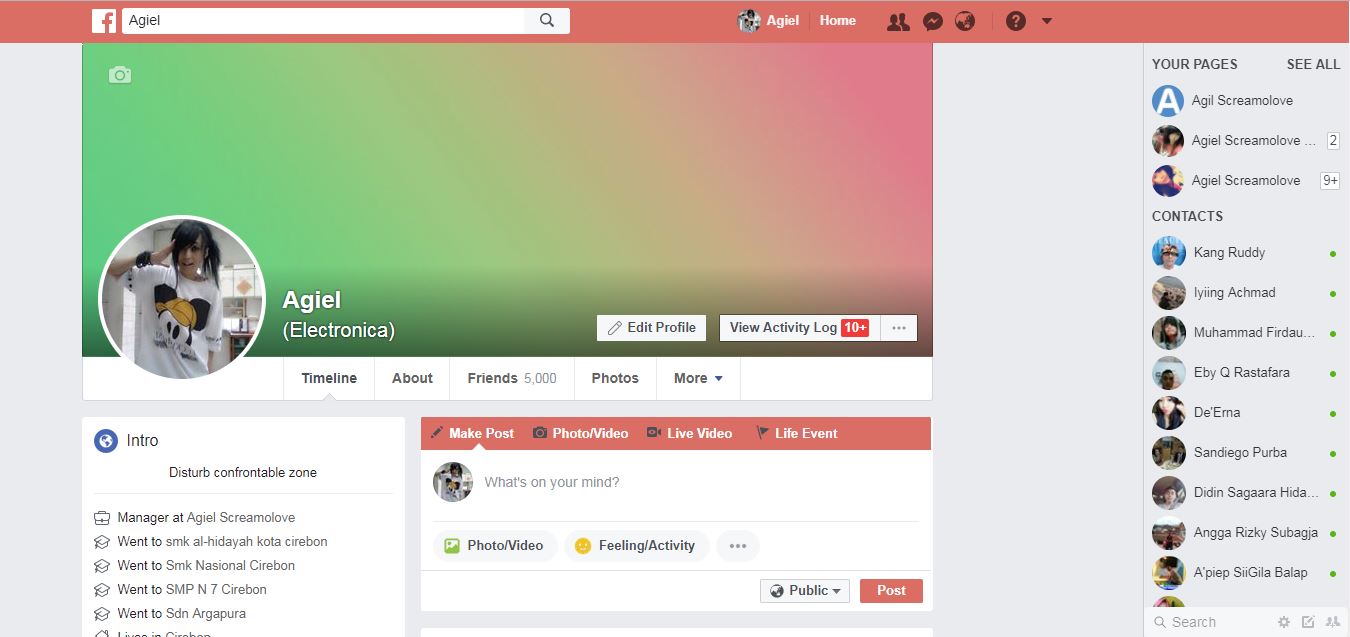 Agiel
Agiel
Home
Agiel
(Electronica)
Edit Profile
View Activity Log 10+
Timeline
About
Friends 5,000
Photos
More
Intro
Disturb confrontable zone
Manager at Agiel Screamolove
Went to smk al-hidayah kota cirebon
Went to Smk Nasional Cirebon
Went to SMP N 7 Cirebon
Went to Sdn Argapura
Lives in Cirebon
Make Post
Photo/Video
Live Video
Life Event
What's on your mind?
Photo/Video
Feeling/Activity
Public
Post
YOUR PAGES
SEE ALL
Agil Screamolove
Agiel Screamolove ... 2
Agiel Screamolove 9+
CONTACTS
Kang Ruddy
Iyiing Achmad
Muhammad Firdau...
Eby Q Rastafara
De'Erna
Sandiego Purba
Didin Sagaara Hida...
Angga Rizky Subagja
A'piep SiiGila Balap
Search